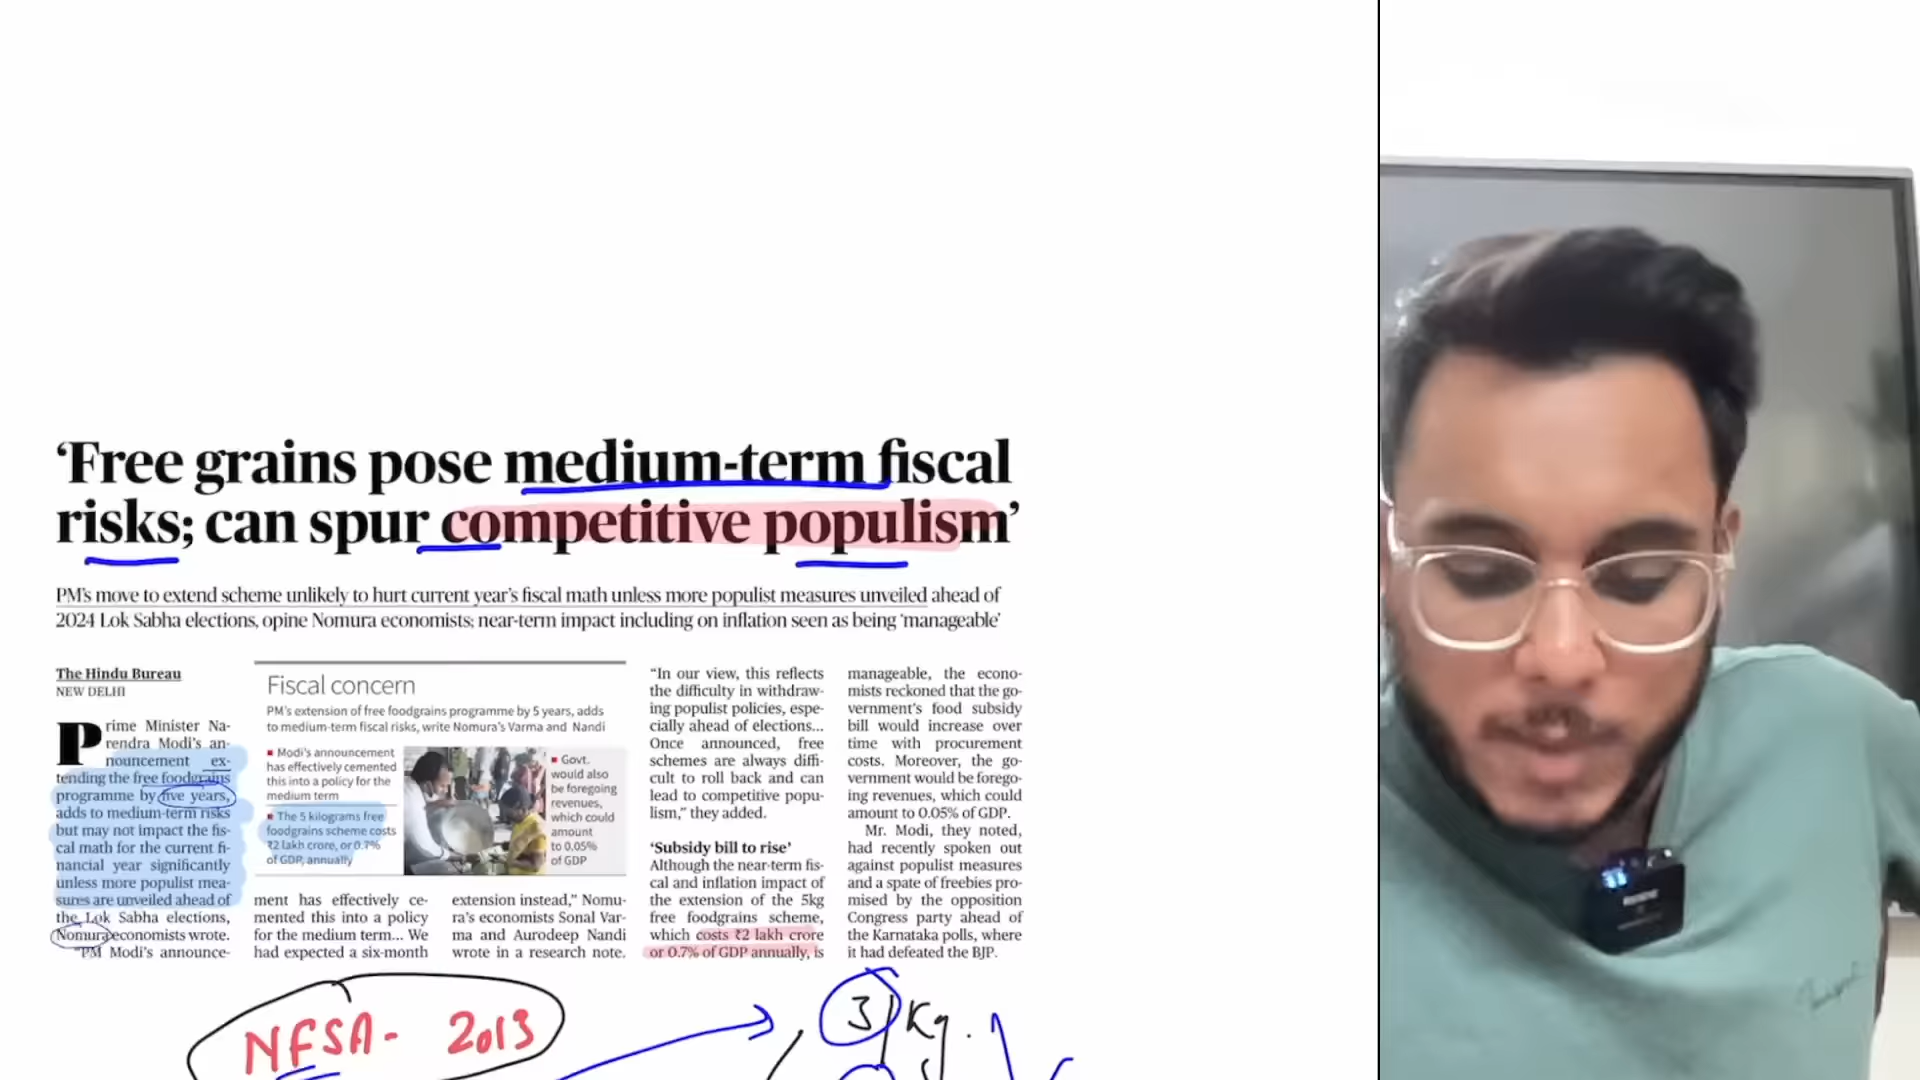 ‘Free grains pose medium-term fiscal
risks; can spur competitive populism’
PM’s move to extend scheme unlikely to hurt current year’s fiscal math unless more populist measures unveiled ahead of
2024 Lok Sabha elections, opine Nomura economists; near-term impact including on inflation seen as being ‘manageable’
The Hindu Bureau
NEW DELHI
Prime Minister Na-
rendra Modi’s an-
nouncement ex-
tending the free foodgrains
programme by five years,
adds to medium-term risks
but may not impact the fis-
cal math for the current fi-
nancial year significantly
unless more populist mea-
sures are unveiled ahead of
the Lok Sabha elections,
Nomura economists wrote.
“PM Modi’s announce-
Fiscal concern
PM’s extension of free foodgrains programme by 5 years, adds
to medium-term fiscal risks, write Nomura’s Varma and Nandi
■ Modi’s announcement
has effectively cemented
this into a policy for the
medium term
■ The 5 kilograms free
foodgrains scheme costs
₹2 lakh crore, or 0.7%
of GDP, annually
■ Govt.
would also
be foregoing
revenues,
which could
amount
to 0.05%
of GDP
ment has effectively ce-
mented this into a policy
for the medium term... We
had expected a six-month
extension instead,” Nomu-
ra’s economists Sonal Var-
ma and Aurodeep Nandi
wrote in a research note.
“In our view, this reflects
the difficulty in withdraw-
ing populist policies, espe-
cially ahead of elections...
Once announced, free
schemes are always diffi-
cult to roll back and can
lead to competitive popu-
lism,” they added.
‘Subsidy bill to rise’
Although the near-term fis-
cal and inflation impact of
the extension of the 5kg
free foodgrains scheme,
which costs ₹2 lakh crore
or 0.7% of GDP annually, is
manageable, the econo-
mists reckoned that the go-
vernment’s food subsidy
bill would increase over
time with procurement
costs. Moreover, the go-
vernment would be forego-
ing revenues, which could
amount to 0.05% of GDP.
Mr. Modi, they noted,
had recently spoken out
against populist measures
and a spate of freebies pro-
mised by the opposition
Congress party ahead of
the Karnataka polls, where
it had defeated the BJP.
NFSA- 2013
3/Kg.